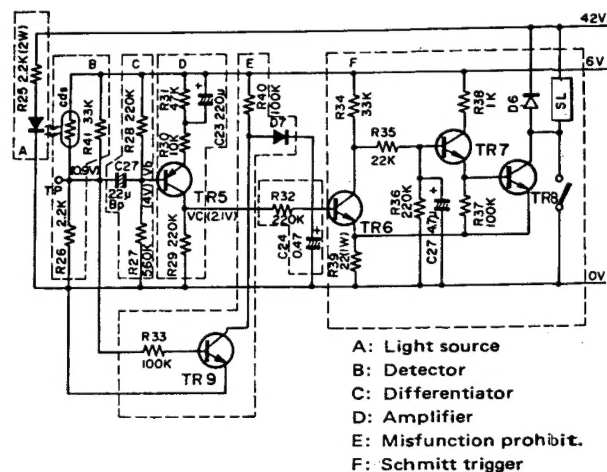 42V
6V
0V
A
B
C
D
E
F
R25 2.2K(2W)
cds
R41 33K
R28 220K
R31 47K
C23 220μ
R40 100K
D7
R34 33K
R38 1K
D6
SL
R30 10K
R35
22K
TR7
TR8
TP
(0.9V)
C27
22μ
BP
(4V) Vb
TR5
VC (2.1V)
R32
220K
TR6
R36 220K
C27 47μ
R37 100K
R26 2.2K
R27 560K
R29 220K
C24 0.47
R39 22(1W)
R33
100K
TR9
A: Light source
B: Detector
C: Differentiator
D: Amplifier
E: Misfunction prohibit.
F: Schmitt trigger